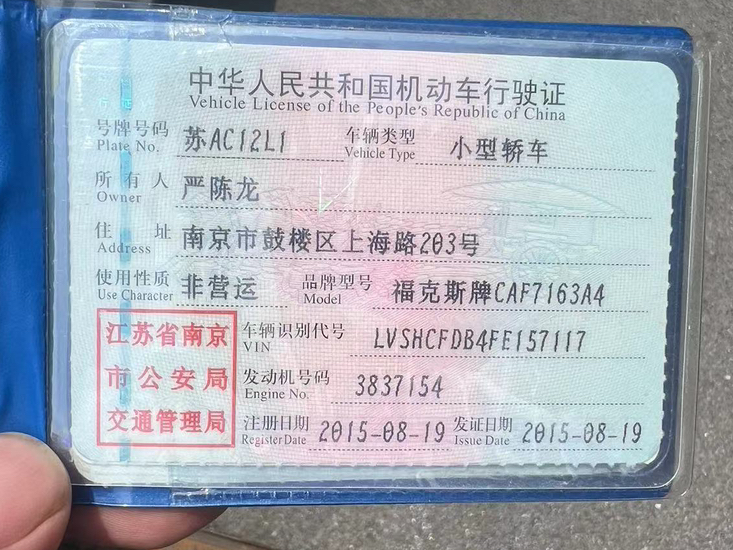 中华人民共和国机动车行驶证
Vehicle License of the People's Republic of China
号牌号码 苏AC12L1 车辆类型 小型轿车
Plate No. Vehicle Type
所有人 严陈龙
Owner
住址 南京市鼓楼区上海路203号
Address
使用性质 非营运 品牌型号 福克斯牌CAF7163A4
Use Character Model
江苏省南京
市公安局
交通管理局
车辆识别代号 LVSHCFDB4FE157117
VIN
发动机号码 3837154
Engine No.
注册日期 2015-08-19 发证日期 2015-08-19
Register Date Issue Date